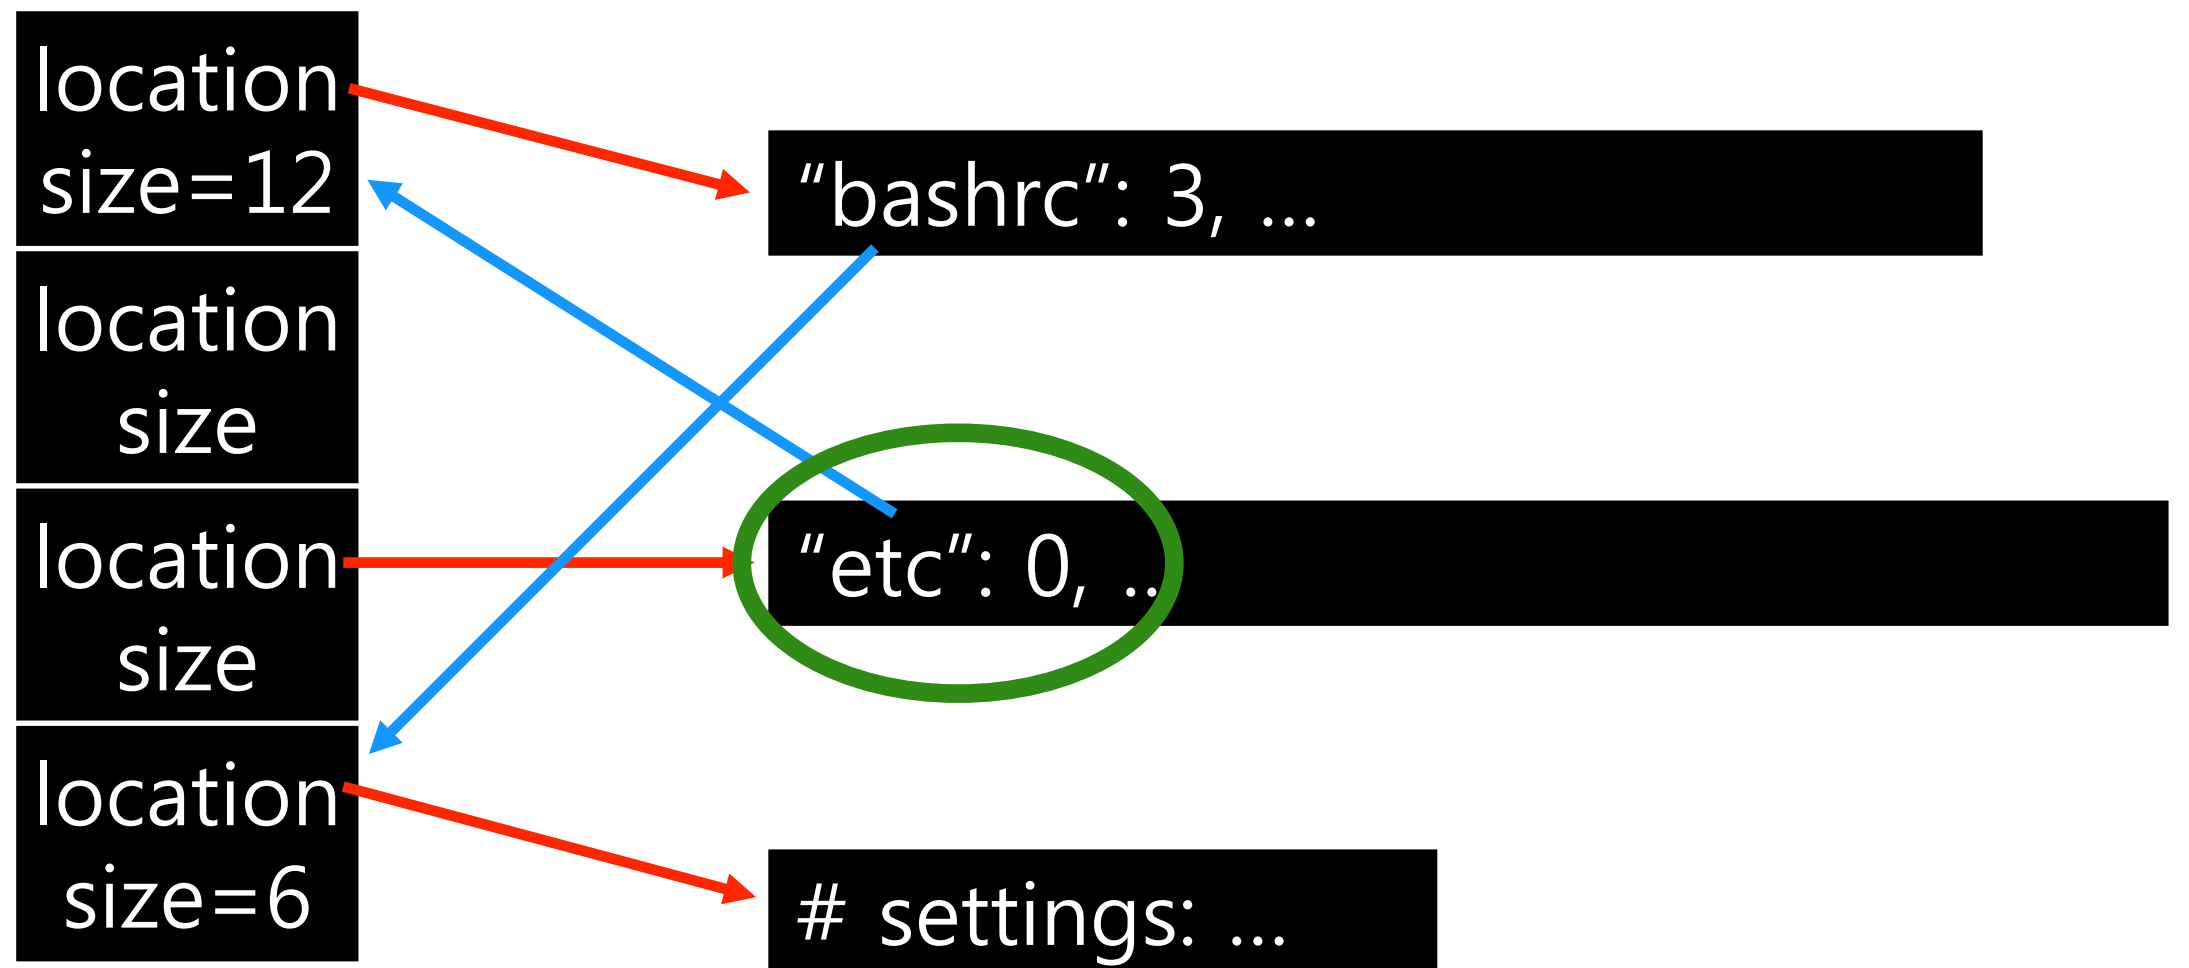 location
size=12
location
size
location
size
location
size=6
“bashrc”: 3, …
“etc”: 0, ..
# settings: …